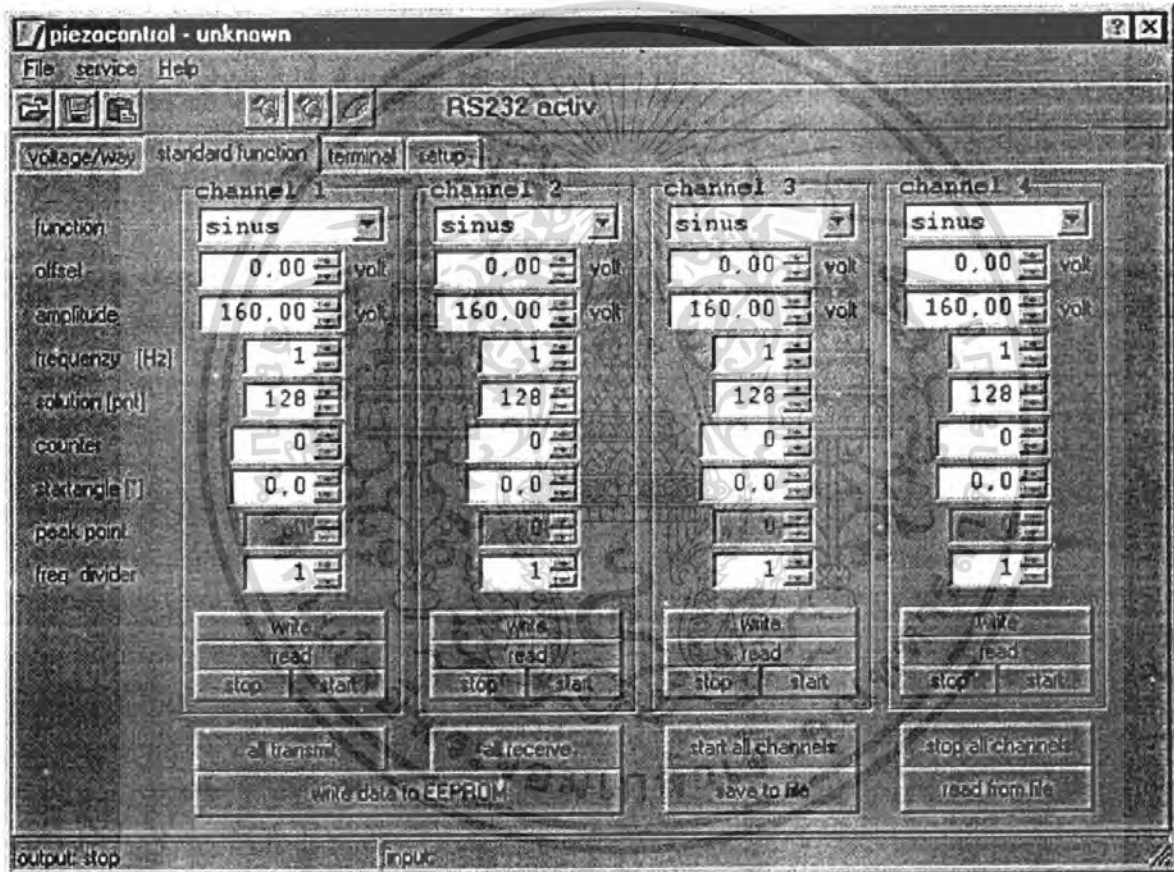 piezocontrol - unknown
File service Help
RS232 activ
voltage/way standard function terminal setup
channel 1 channel 2 channel 3 channel 4
function sinus sinus sinus sinus
offset 0,00 volt 0,00 volt 0,00 volt 0,00 volt
amplitude 160,00 volt 160,00 volt 160,00 volt 160,00 volt
frequenzy [Hz] 1 1 1 1
solution [pnt] 128 128 128 128
counter 0 0 0 0
startangle [°] 0,0 0,0 0,0 0,0
peak point 0 0 0 0
freq. divider 1 1 1 1
write write write write
read read read read
stop start stop start stop start stop start
all transmit all receive start all channels stop all channels
write data to EEPROM save to file read from file
output: stop input: